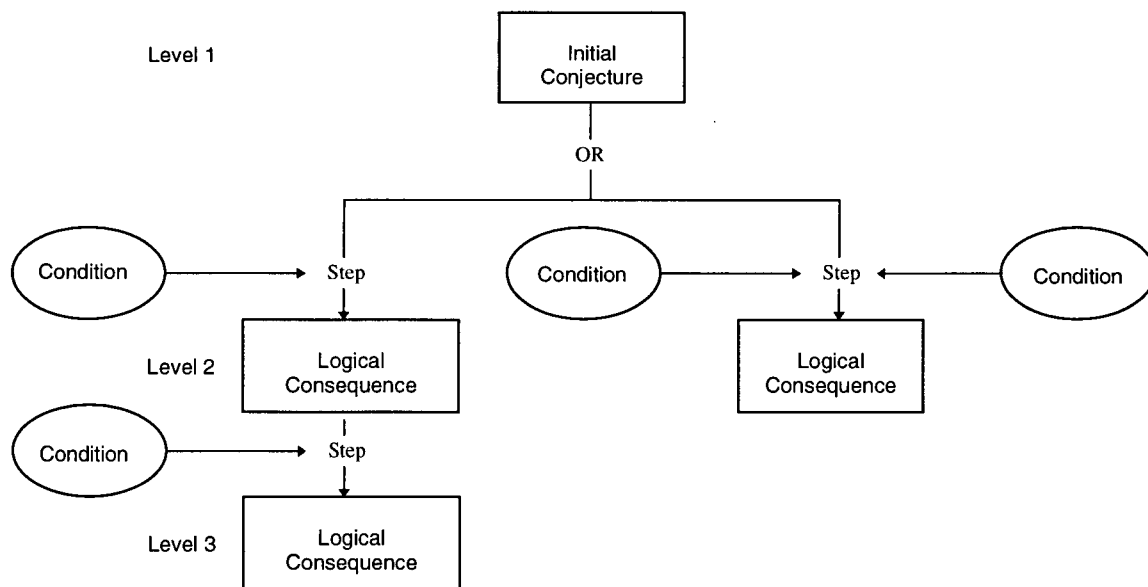 Level 1
Initial
Conjecture
OR
Condition
Step
Condition
Step
Condition
Level 2
Logical
Consequence
Logical
Consequence
Condition
Step
Level 3
Logical
Consequence